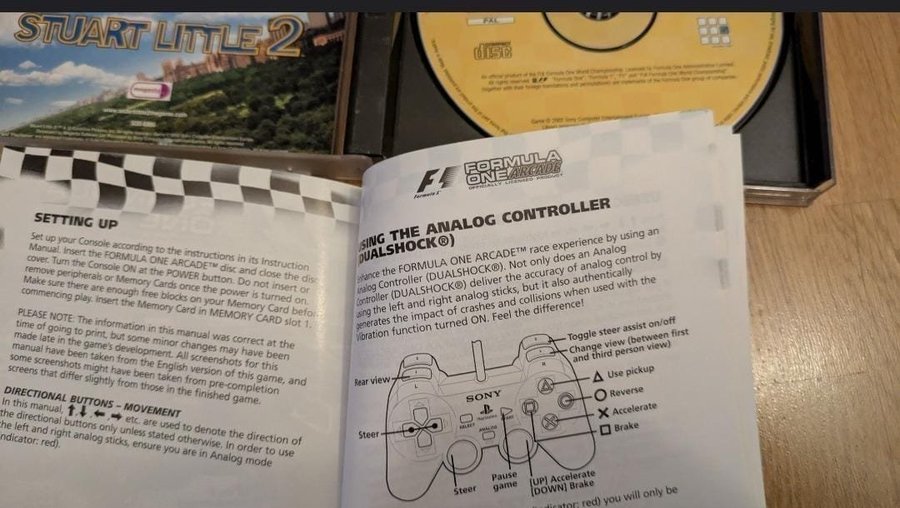 STUART LITTLE 2
PAL
COMPACT
disc
SETTING UP
Set up your Console according to the instructions in its Instruction
Manual. Insert the FORMULA ONE ARCADE™ disc and close the disc
cover. Turn the Console ON at the POWER button. Do not insert or
remove peripherals or Memory Cards once the power is turned on.
Make sure there are enough free blocks on your Memory Card before
commencing play. Insert the Memory Card in MEMORY CARD slot 1.
PLEASE NOTE: The information in this manual was correct at the
time of going to print, but some minor changes may have been
made late in the game's development. All screenshots for this
manual have been taken from the English version of this game, and
some screenshots might have been taken from pre-completion
screens that differ slightly from those in the finished game.
DIRECTIONAL BUTTONS – MOVEMENT
In this manual, ↑ ↓ ← → etc. are used to denote the direction of
the directional buttons only unless stated otherwise. In order to use
the left and right analog sticks, ensure you are in Analog mode
indicator: red).
F1
Formula 1
FORMULA
ONE ARCADE
OFFICIALLY LICENSED PRODUCT
USING THE ANALOG CONTROLLER
(DUALSHOCK®)
Enhance the FORMULA ONE ARCADE™ race experience by using an
Analog Controller (DUALSHOCK®). Not only does an Analog
Controller (DUALSHOCK®) deliver the accuracy of analog control by
using the left and right analog sticks, but it also authentically
generates the impact of crashes and collisions when used with the
vibration function turned ON. Feel the difference!
Toggle steer assist on/off
Change view (between first
and third person view)
Rear view
L
R
△ Use pickup
○ Reverse
✕ Accelerate
□ Brake
SONY
SELECT
START
ANALOG
Steer
Steer
Pause
game
[UP] Accelerate
[DOWN] Brake
indicator: red) you will only be